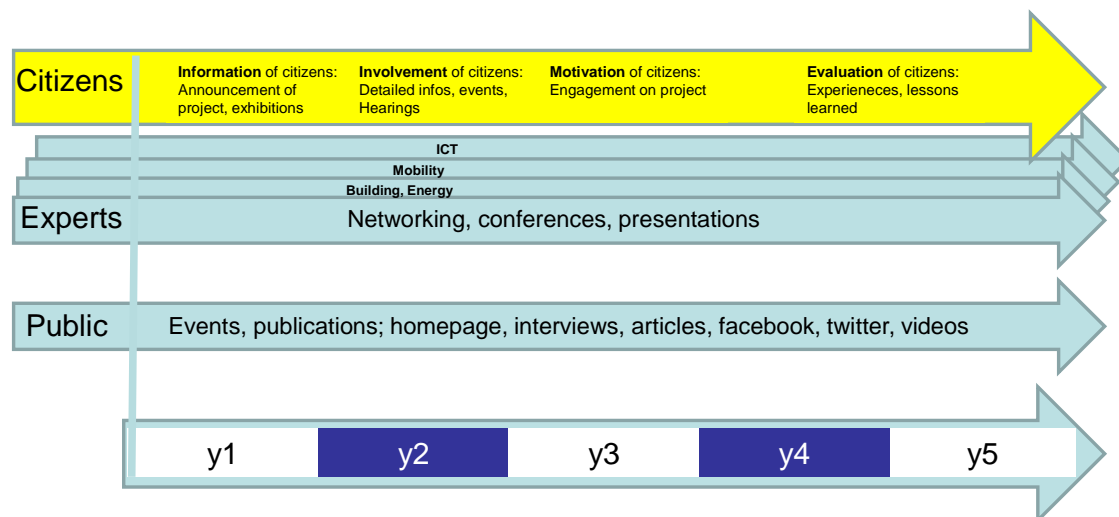 Citizens
Information of citizens:
Announcement of
project, exhibitions
Involvement of citizens:
Detailed infos, events,
Hearings
Motivation of citizens:
Engagement on project
Evaluation of citizens:
Experieneces, lessons
learned
ICT
Mobility
Building, Energy
Experts
Networking, conferences, presentations
Public
Events, publications; homepage, interviews, articles, facebook, twitter, videos
y1
y2
y3
y4
y5